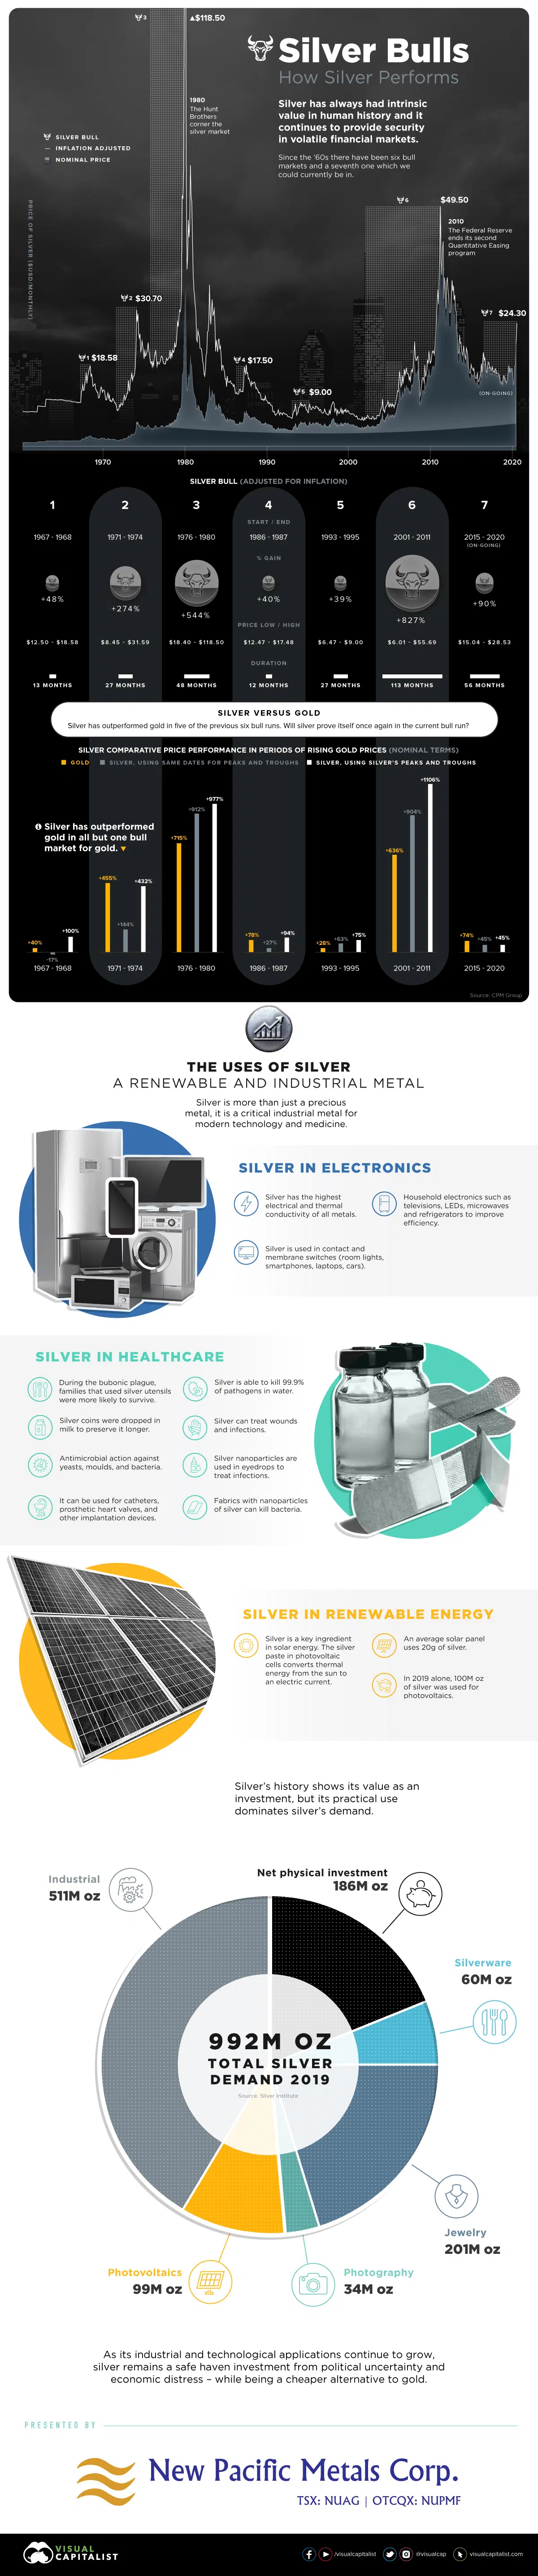 3
▲$118.50
Silver Bulls
How Silver Performs
1980
The Hunt
Brothers
corner the
silver market
Silver has always had intrinsic
value in human history and it
continues to provide security
in volatile financial markets.
Since the '60s there have been six bull
markets and a seventh one which we
could currently be in.
SILVER BULL
INFLATION ADJUSTED
NOMINAL PRICE
PRICE OF SILVER ($USD/MONTHLY)
6
$49.50
2010
The Federal Reserve
ends its second
Quantitative Easing
program
2 $30.70
7 $24.30
1 $18.58
4 $17.50
5 $9.00
(ON-GOING)
1970 1980 1990 2000 2010 2020
SILVER BULL (ADJUSTED FOR INFLATION)
1 2 3 4 5 6 7
START / END
1967 - 1968 1971 - 1974 1976 - 1980 1986 - 1987 1993 - 1995 2001 - 2011 2015 - 2020
(ON-GOING)
% GAIN
+48% +274% +544% +40% +39% +827% +90%
PRICE LOW / HIGH
$12.50 - $18.58 $8.45 - $31.59 $18.40 - $118.50 $12.47 - $17.48 $6.47 - $9.00 $6.01 - $55.69 $15.04 - $28.53
DURATION
13 MONTHS 27 MONTHS 48 MONTHS 12 MONTHS 27 MONTHS 113 MONTHS 56 MONTHS
SILVER VERSUS GOLD
Silver has outperformed gold in five of the previous six bull runs. Will silver prove itself once again in the current bull run?
SILVER COMPARATIVE PRICE PERFORMANCE IN PERIODS OF RISING GOLD PRICES (NOMINAL TERMS)
GOLD SILVER, USING SAME DATES FOR PEAKS AND TROUGHS SILVER, USING SILVER'S PEAKS AND TROUGHS
Silver has outperformed
gold in all but one bull
market for gold. ▼
+40% -17% +100%
+455% +144% +432%
+715% +912% +977%
+78% +27% +94%
+28% +63% +75%
+636% +904% +1106%
+74% +45% +45%
1967 - 1968 1971 - 1974 1976 - 1980 1986 - 1987 1993 - 1995 2001 - 2011 2015 - 2020
Source: CPM Group
THE USES OF SILVER
A RENEWABLE AND INDUSTRIAL METAL
Silver is more than just a precious
metal, it is a critical industrial metal for
modern technology and medicine.
SILVER IN ELECTRONICS
Silver has the highest
electrical and thermal
conductivity of all metals.
Household electronics such as
televisions, LEDs, microwaves
and refrigerators to improve
efficiency.
Silver is used in contact and
membrane switches (room lights,
smartphones, laptops, cars).
SILVER IN HEALTHCARE
During the bubonic plague,
families that used silver utensils
were more likely to survive.
Silver is able to kill 99.9%
of pathogens in water.
Silver coins were dropped in
milk to preserve it longer.
Silver can treat wounds
and infections.
Antimicrobial action against
yeasts, moulds, and bacteria.
Silver nanoparticles are
used in eyedrops to
treat infections.
It can be used for catheters,
prosthetic heart valves, and
other implantation devices.
Fabrics with nanoparticles
of silver can kill bacteria.
SILVER IN RENEWABLE ENERGY
Silver is a key ingredient
in solar energy. The silver
paste in photovoltaic
cells converts thermal
energy from the sun to
an electric current.
An average solar panel
uses 20g of silver.
In 2019 alone, 100M oz
of silver was used for
photovoltaics.
Silver's history shows its value as an
investment, but its practical use
dominates silver's demand.
Industrial
511M oz
Net physical investment
186M oz
Silverware
60M oz
992M OZ
TOTAL SILVER
DEMAND 2019
Source: Silver Institute
Jewelry
201M oz
Photovoltaics
99M oz
Photography
34M oz
As its industrial and technological applications continue to grow,
silver remains a safe haven investment from political uncertainty and
economic distress – while being a cheaper alternative to gold.
PRESENTED BY
New Pacific Metals Corp.
TSX: NUAG | OTCQX: NUPMF
VISUAL
CAPITALIST
/visualcapitalist @visualcap visualcapitalist.com